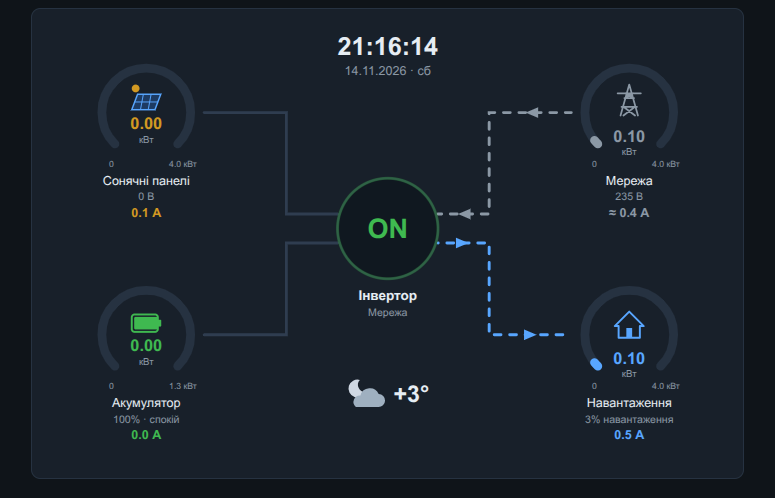 21:16:14
14.11.2026 · сб
0.00
кВт
0 4.0 кВт
Сонячні панелі
0 В
0.1 А
0.10
кВт
0 4.0 кВт
Мережа
235 В
≈ 0.4 А
ON
Інвертор
Мережа
0.00
кВт
0 1.3 кВт
Акумулятор
100% · спокій
0.0 А
+3°
0.10
кВт
0 4.0 кВт
Навантаження
3% навантаження
0.5 А